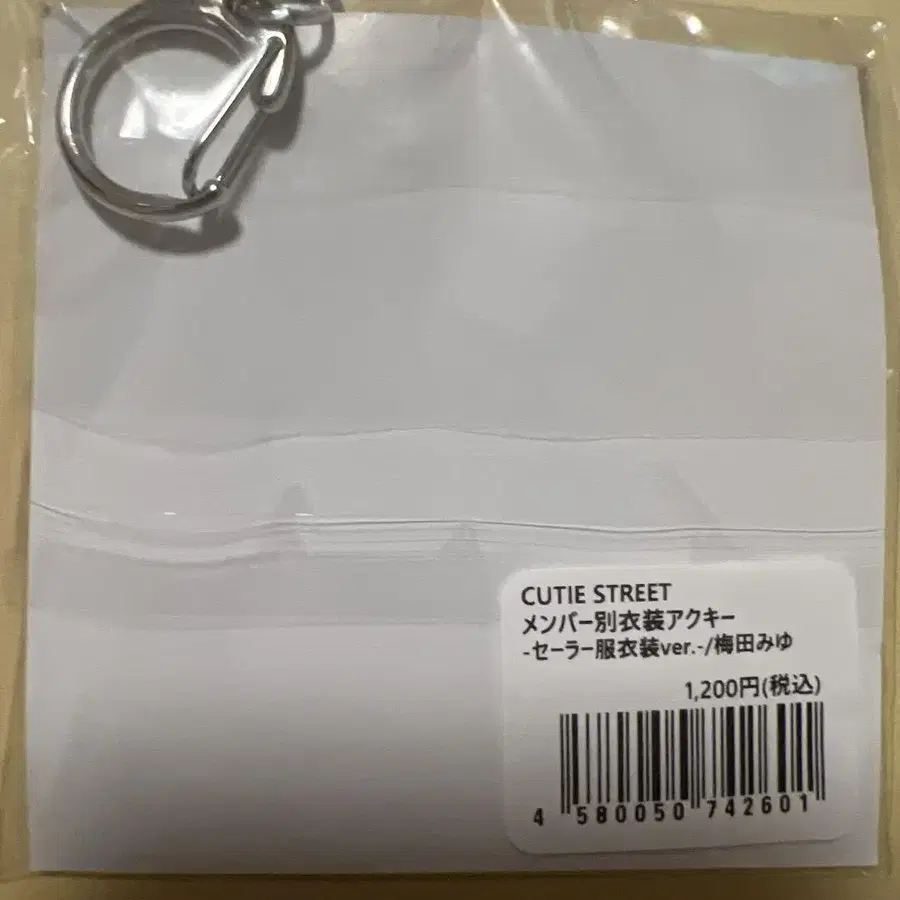 CUTIE STREET
メンバー別衣装アクキー
-セーラー服衣装ver.-/梅田みゆ
1,200円(税込)
4 580050 742601